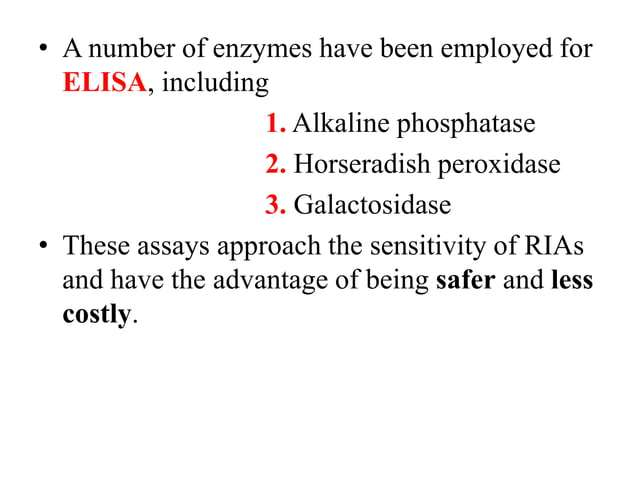 • A number of enzymes have been employed for
ELISA, including
1. Alkaline phosphatase
2. Horseradish peroxidase
3. Galactosidase
• These assays approach the sensitivity of RIAs
and have the advantage of being safer and less
costly.